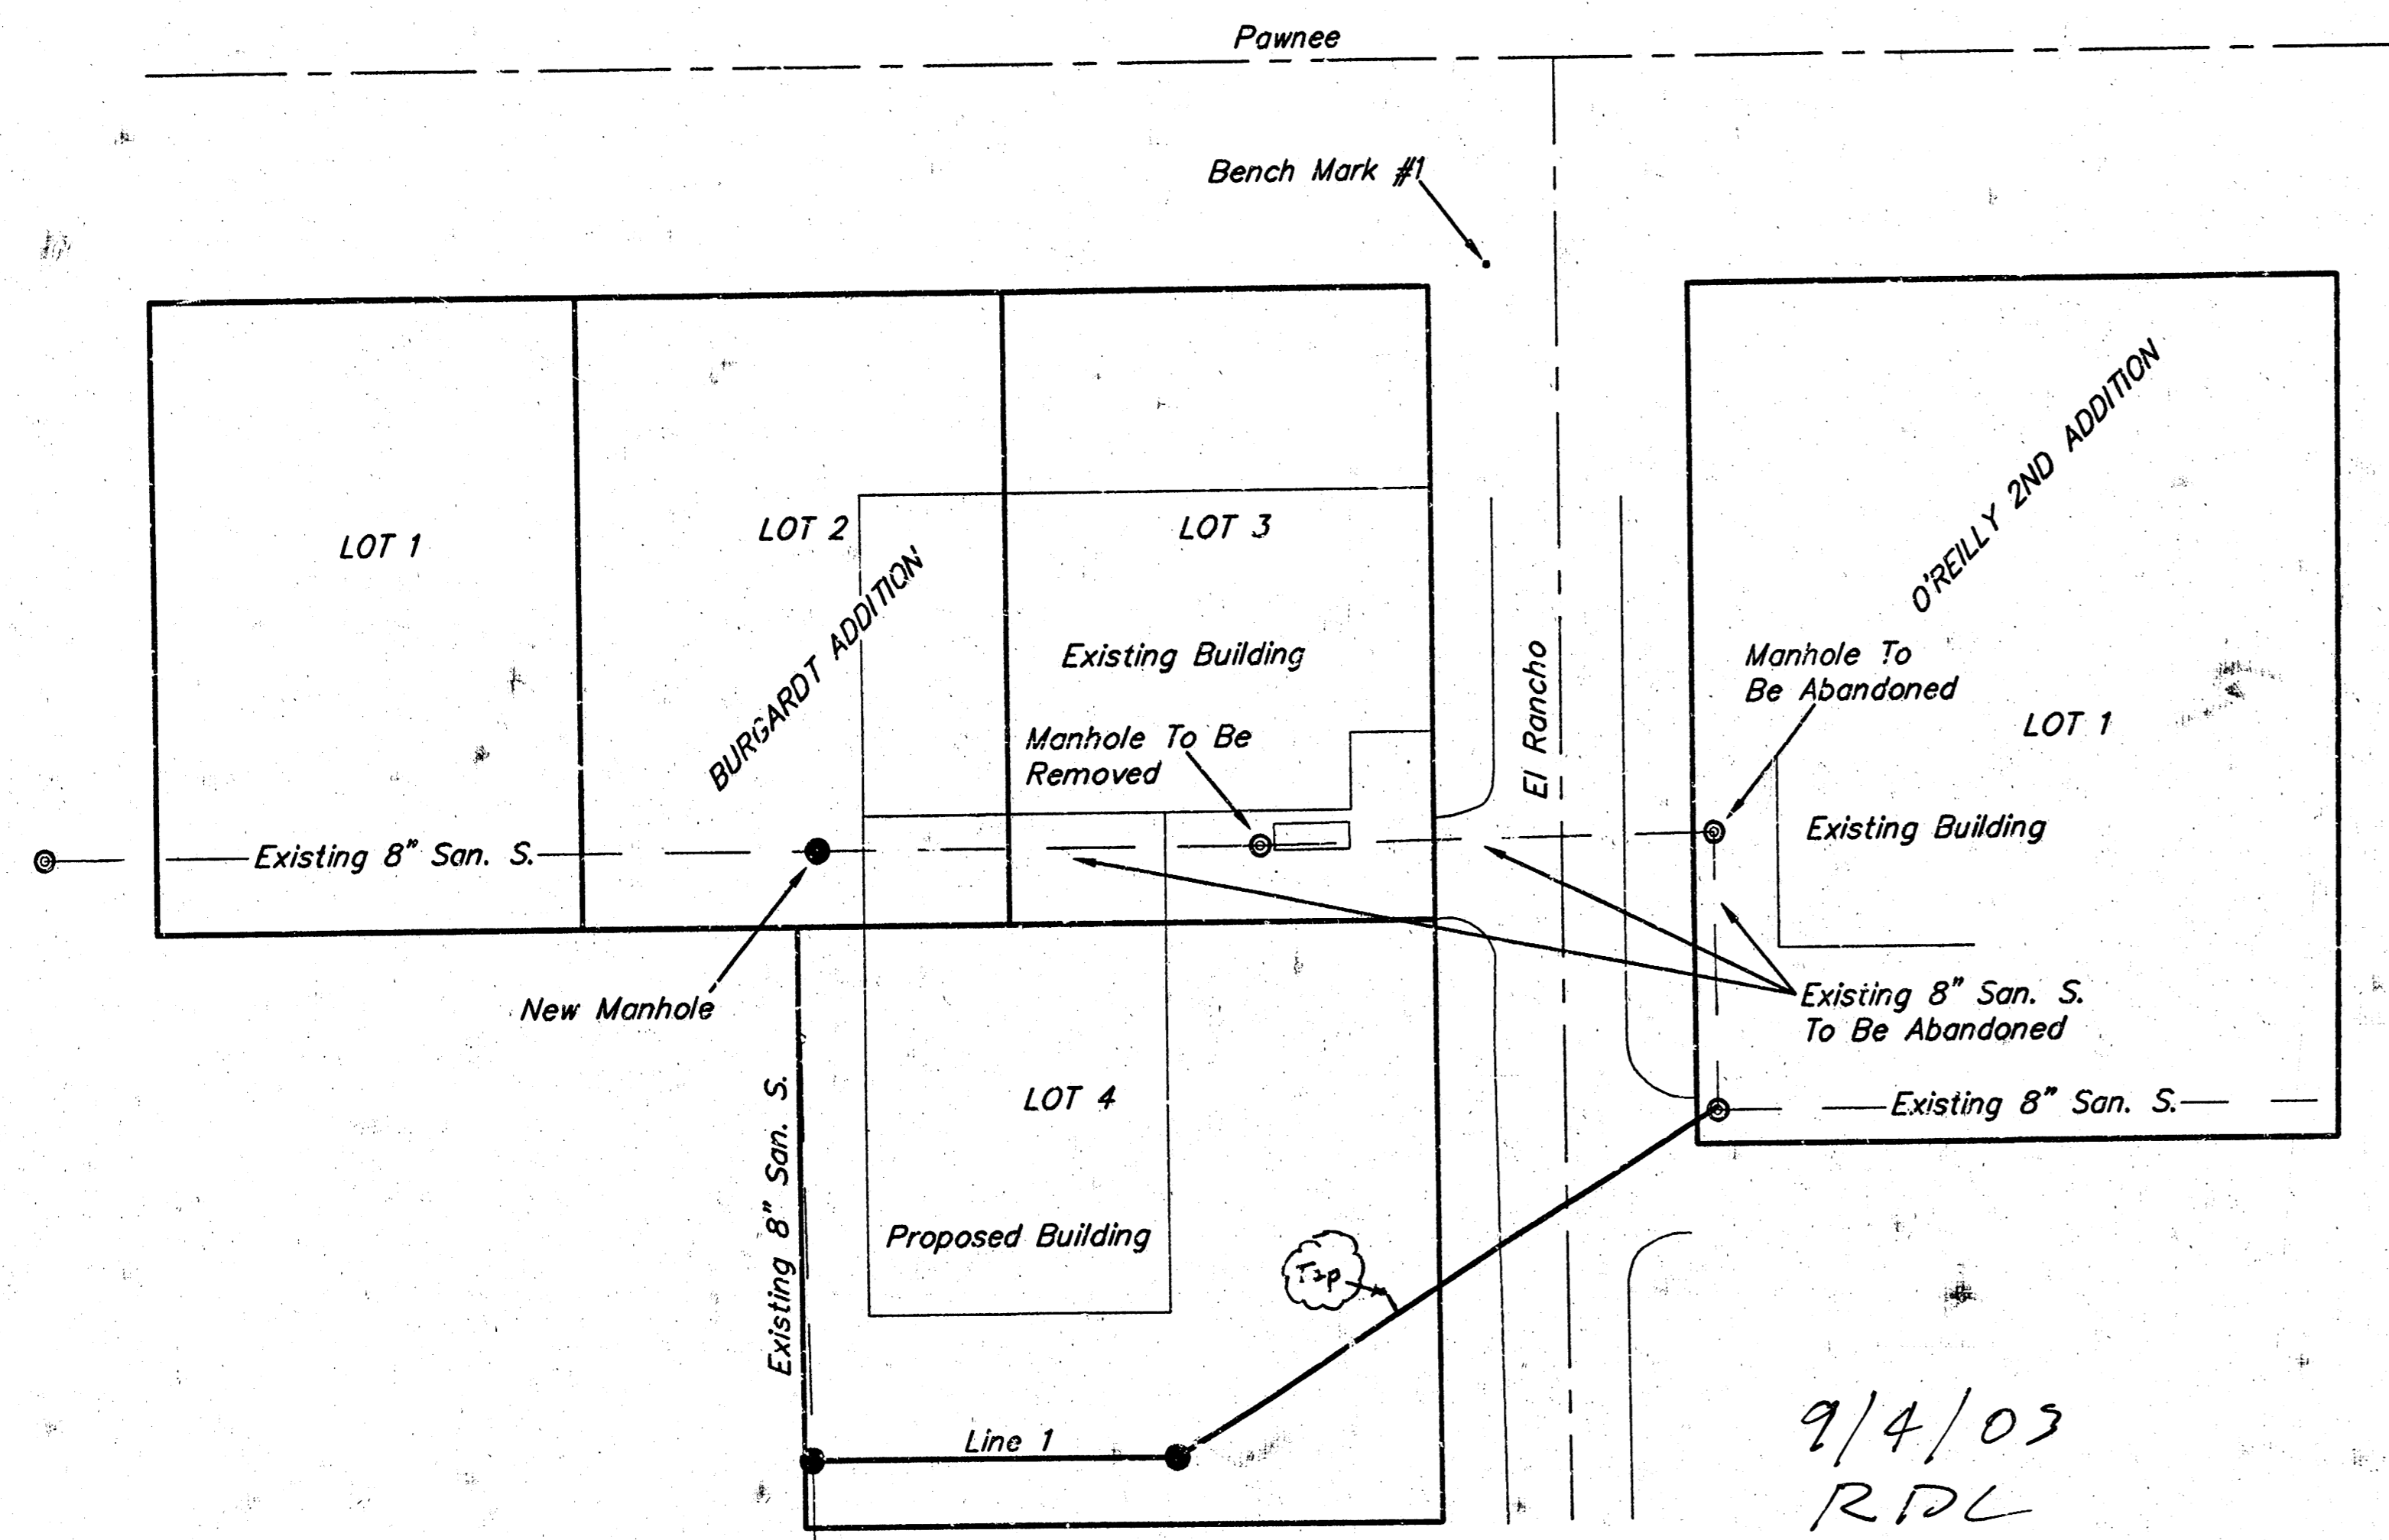 Pawnee
Bench Mark #1
LOT 1
LOT 2
LOT 3
BURGARDT ADDITION
O'REILLY 2ND ADDITION
Existing Building
Manhole To Be
Removed
El Rancho
Manhole To
Be Abandoned
LOT 1
Existing Building
Existing 8" San. S.
New Manhole
Existing 8" San. S.
To Be Abandoned
Existing 8" San. S.
Existing 8" San. S.
LOT 4
Proposed Building
Line 1
9/4/03
RDL